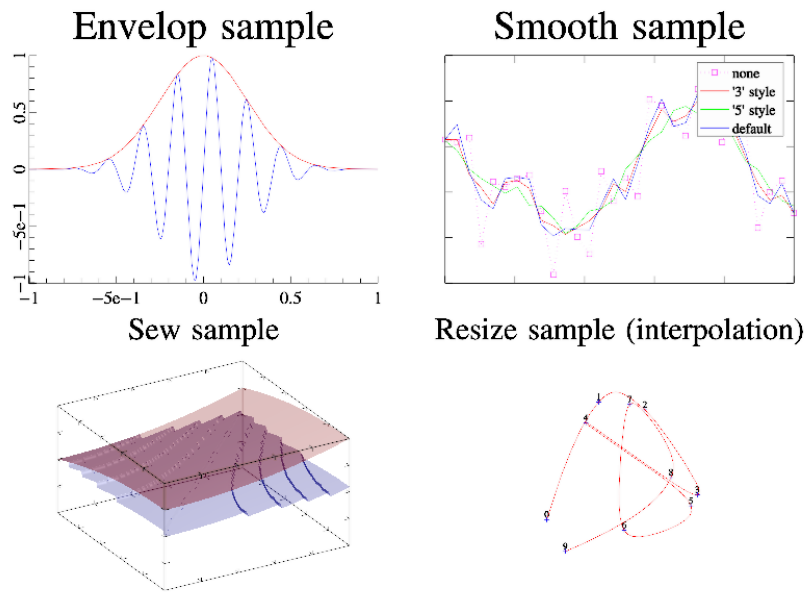 Envelop sample
Smooth sample
1
0.5
0
−5e−1
−1
−1
−5e−1
0
0.5
1
none
'3' style
'5' style
default
Sew sample
Resize sample (interpolation)
1
7
2
4
8
3
5
0
6
9